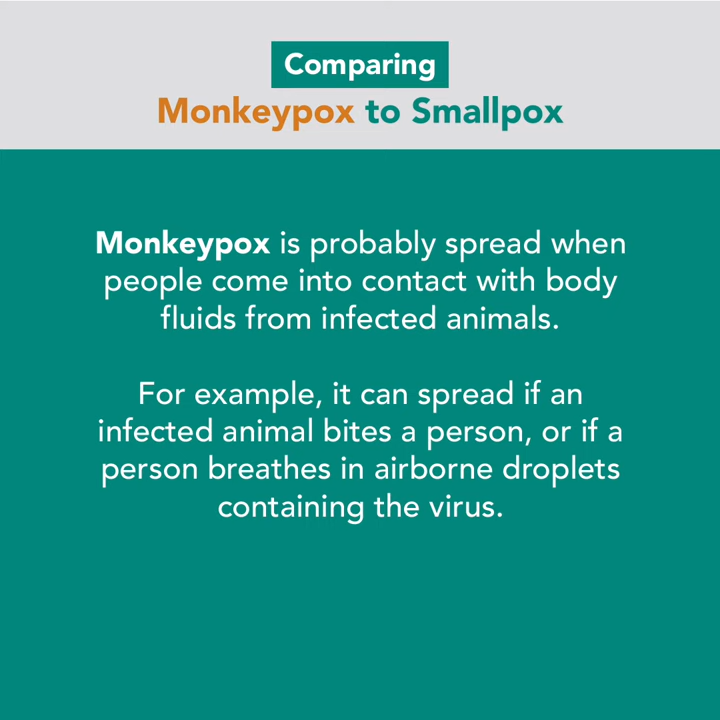 Comparing
Monkeypox to Smallpox
Monkeypox is probably spread when
people come into contact with body
fluids from infected animals.
For example, it can spread if an
infected animal bites a person, or if a
person breathes in airborne droplets
containing the virus.